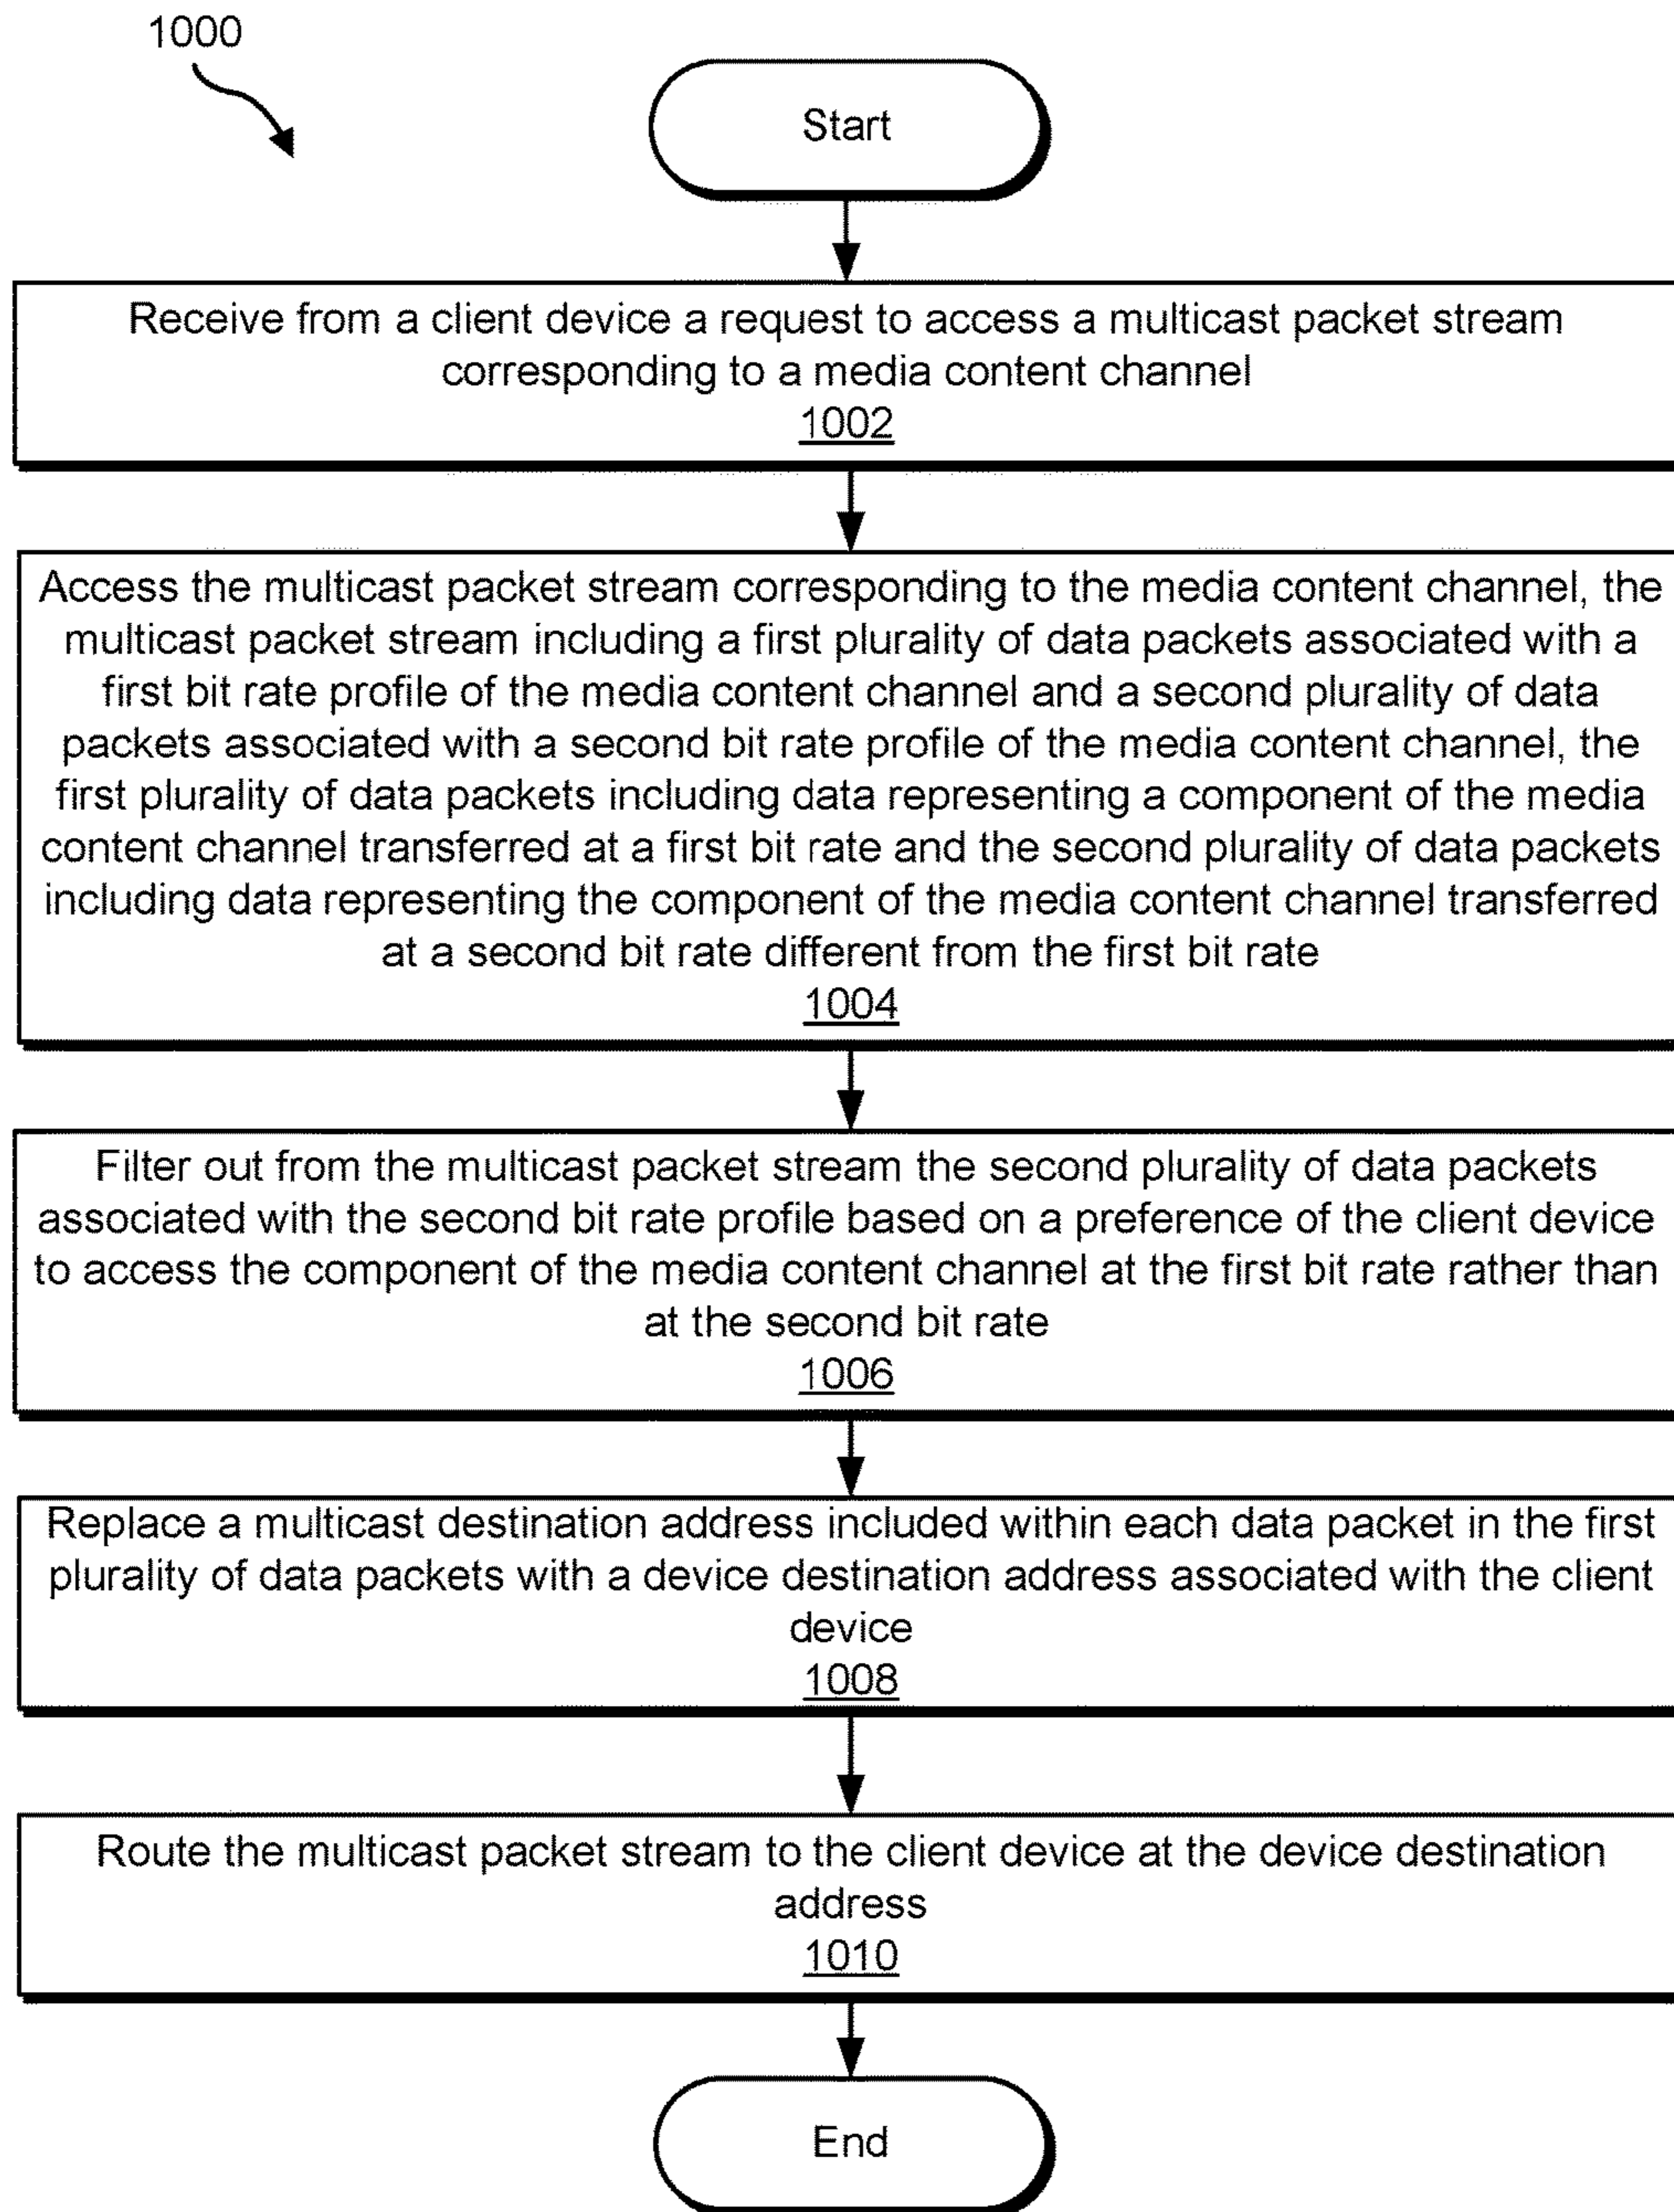 1000
Start
Receive from a client device a request to access a multicast packet stream
corresponding to a media content channel
1002
Access the multicast packet stream corresponding to the media content channel, the
multicast packet stream including a first plurality of data packets associated with a
first bit rate profile of the media content channel and a second plurality of data
packets associated with a second bit rate profile of the media content channel, the
first plurality of data packets including data representing a component of the media
content channel transferred at a first bit rate and the second plurality of data packets
including data representing the component of the media content channel transferred
at a second bit rate different from the first bit rate
1004
Filter out from the multicast packet stream the second plurality of data packets
associated with the second bit rate profile based on a preference of the client device
to access the component of the media content channel at the first bit rate rather than
at the second bit rate
1006
Replace a multicast destination address included within each data packet in the first
plurality of data packets with a device destination address associated with the client
device
1008
Route the multicast packet stream to the client device at the device destination
address
1010
End